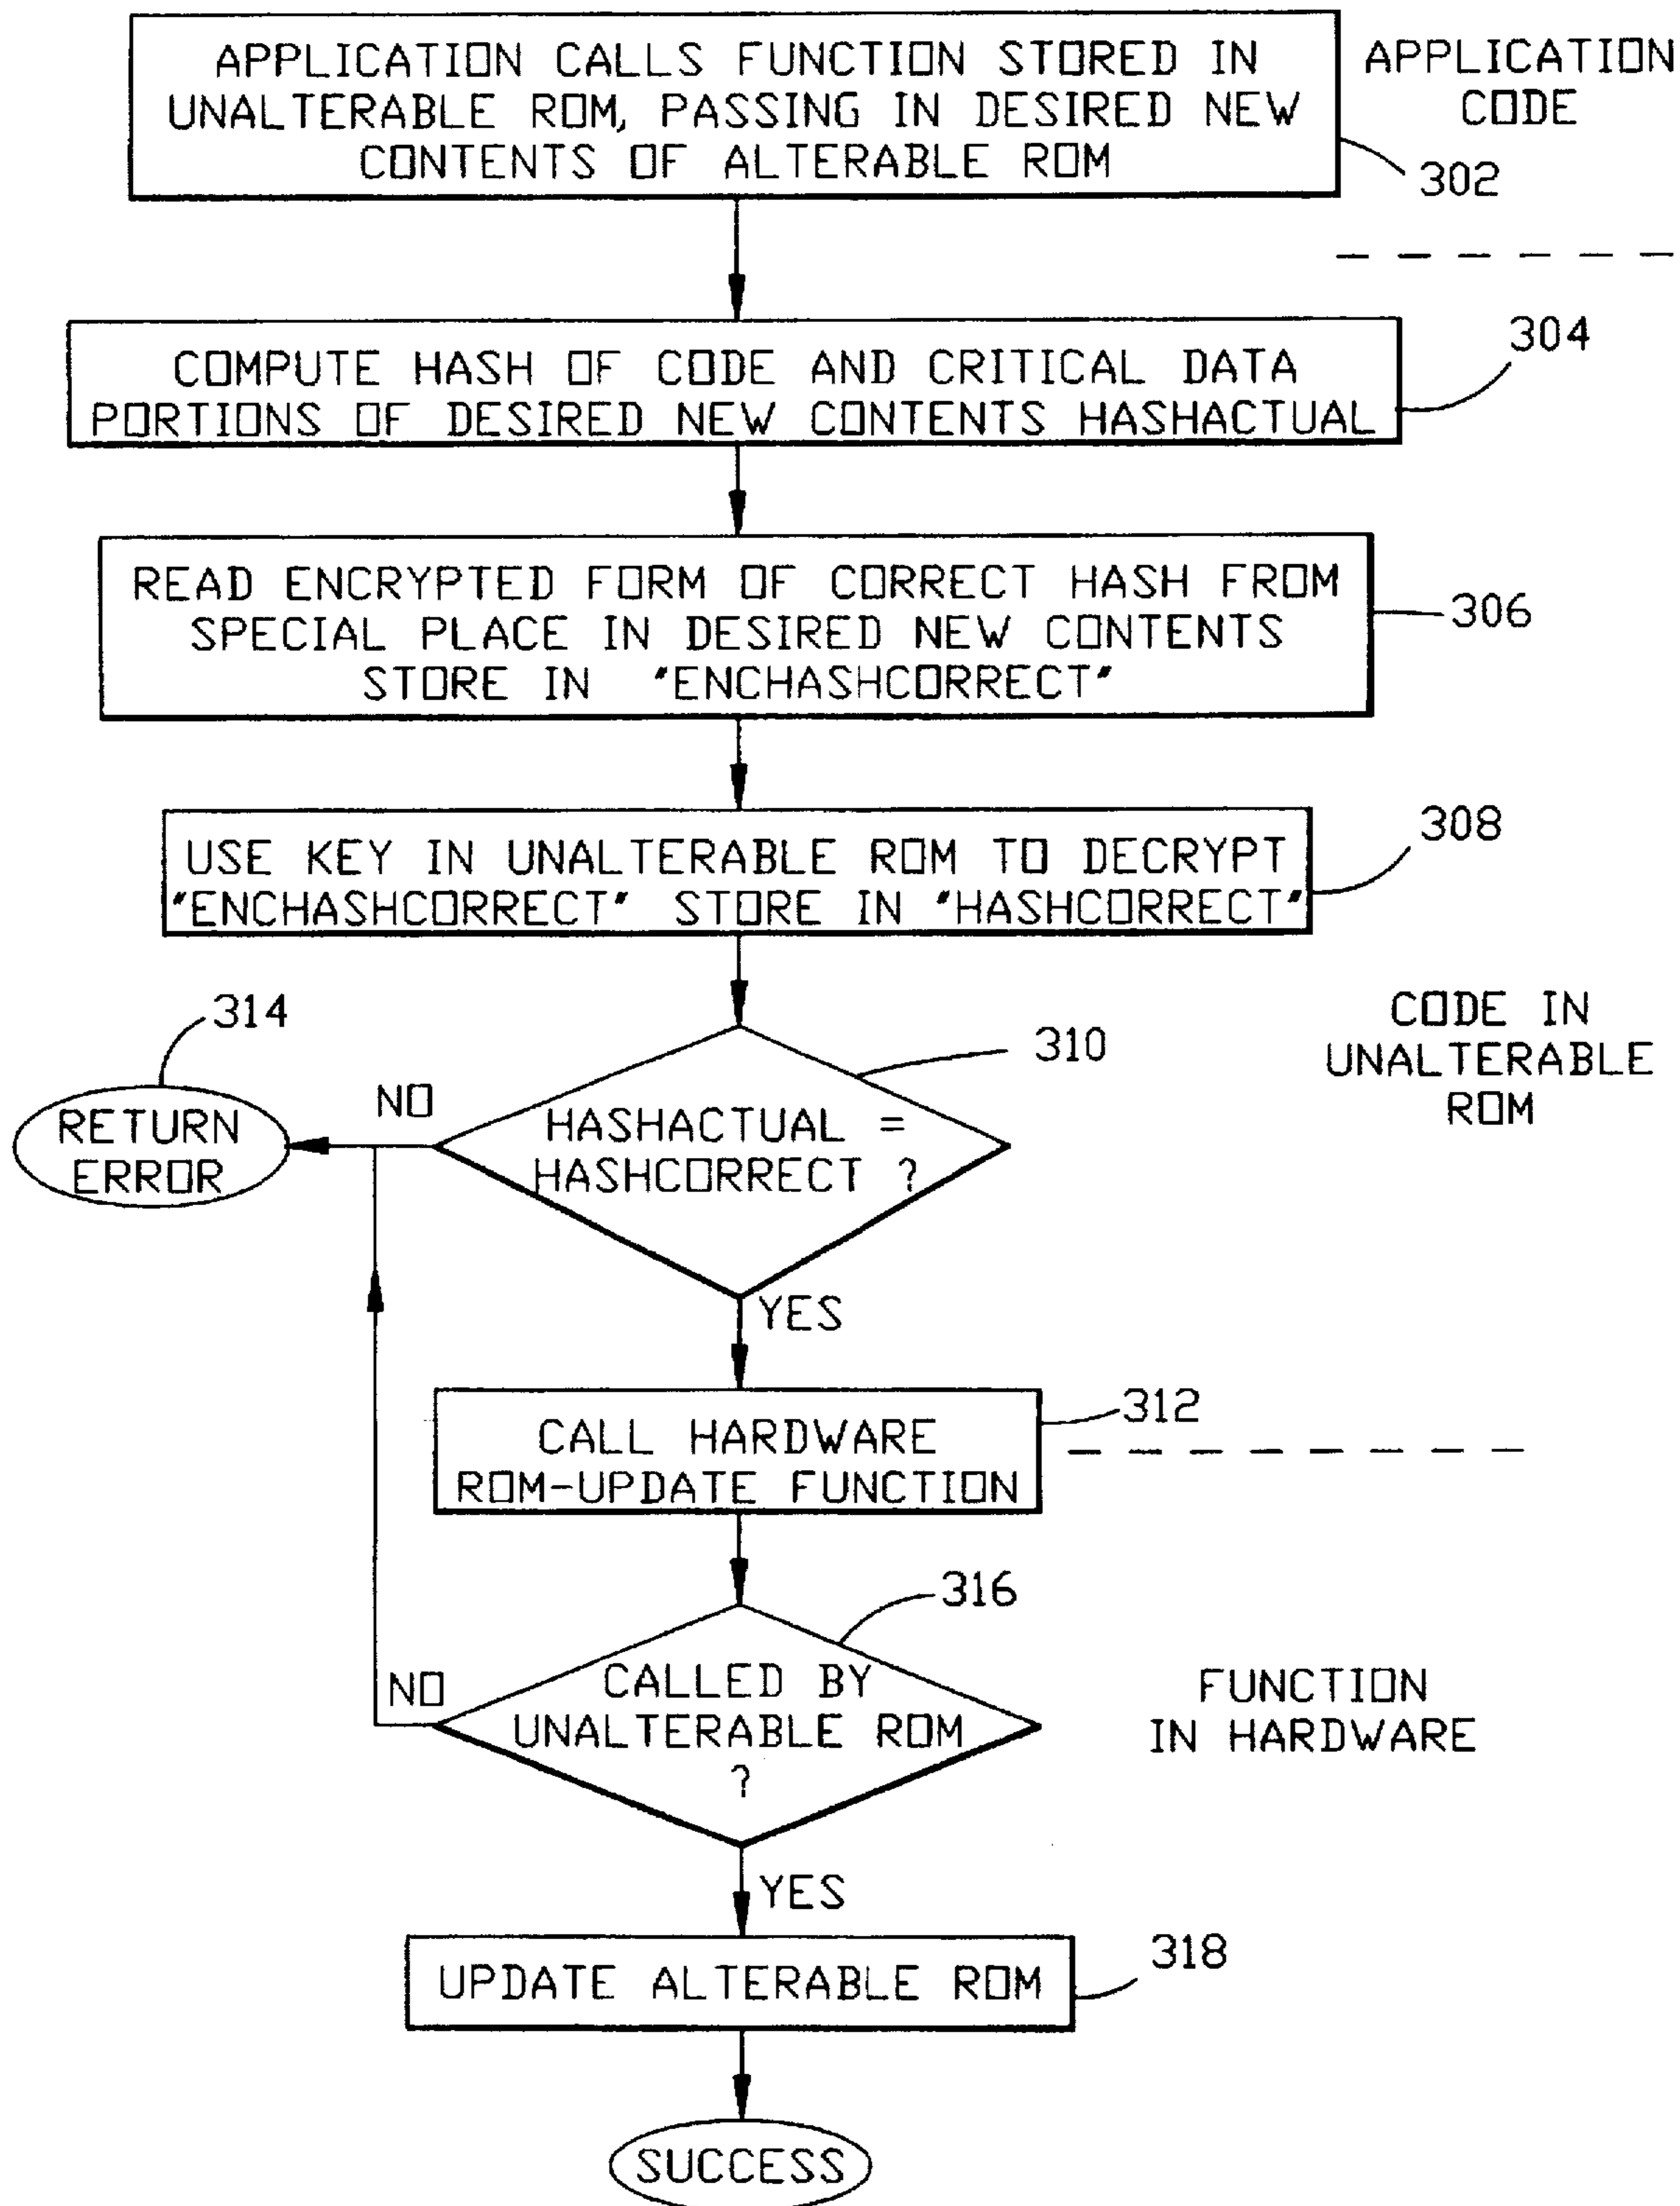 APPLICATION CALLS FUNCTION STORED IN
UNALTERABLE ROM, PASSING IN DESIRED NEW
CONTENTS OF ALTERABLE ROM
APPLICATION
CODE
302
COMPUTE HASH OF CODE AND CRITICAL DATA
PORTIONS OF DESIRED NEW CONTENTS HASHACTUAL
304
READ ENCRYPTED FORM OF CORRECT HASH FROM
SPECIAL PLACE IN DESIRED NEW CONTENTS
STORE IN "ENCHASHCORRECT"
306
USE KEY IN UNALTERABLE ROM TO DECRYPT
"ENCHASHCORRECT" STORE IN "HASHCORRECT"
308
CODE IN
UNALTERABLE
ROM
314
RETURN
ERROR
NO
310
HASHACTUAL =
HASHCORRECT ?
YES
CALL HARDWARE
ROM-UPDATE FUNCTION
312
316
NO
CALLED BY
UNALTERABLE ROM
?
FUNCTION
IN HARDWARE
YES
UPDATE ALTERABLE ROM
318
SUCCESS